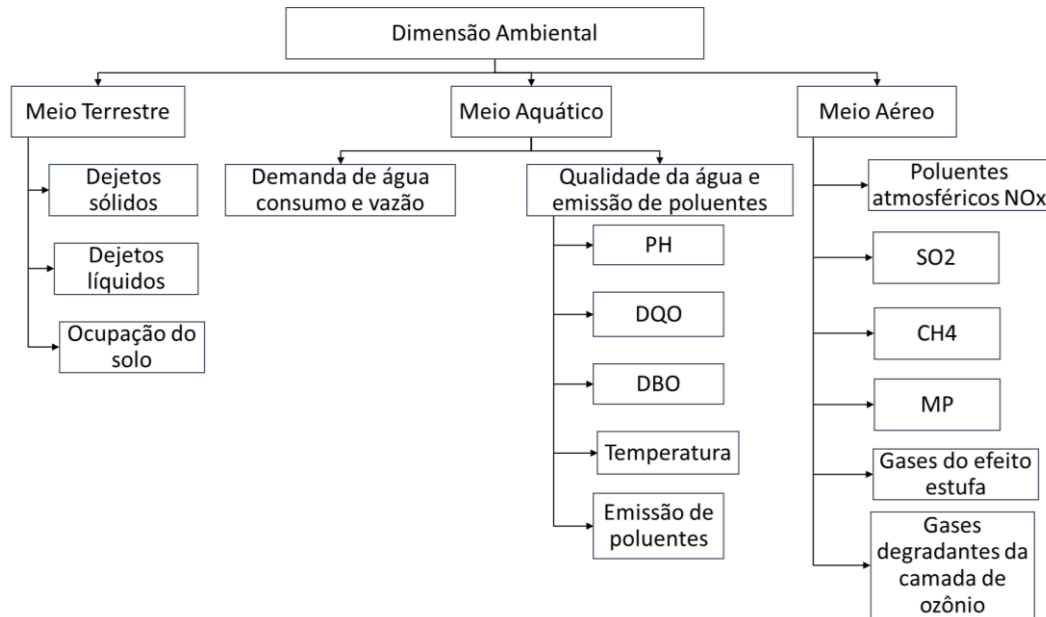 Dimensão Ambiental
Meio Terrestre
Meio Aquático
Meio Aéreo
Dejetos
sólidos
Dejetos
líquidos
Ocupação do
solo
Demanda de água
consumo e vazão
Qualidade da água e
emissão de poluentes
PH
DQO
DBO
Temperatura
Emissão de
poluentes
Poluentes
atmosféricos NOx
SO2
CH4
MP
Gases do efeito
estufa
Gases
degradantes da
camada de
ozônio